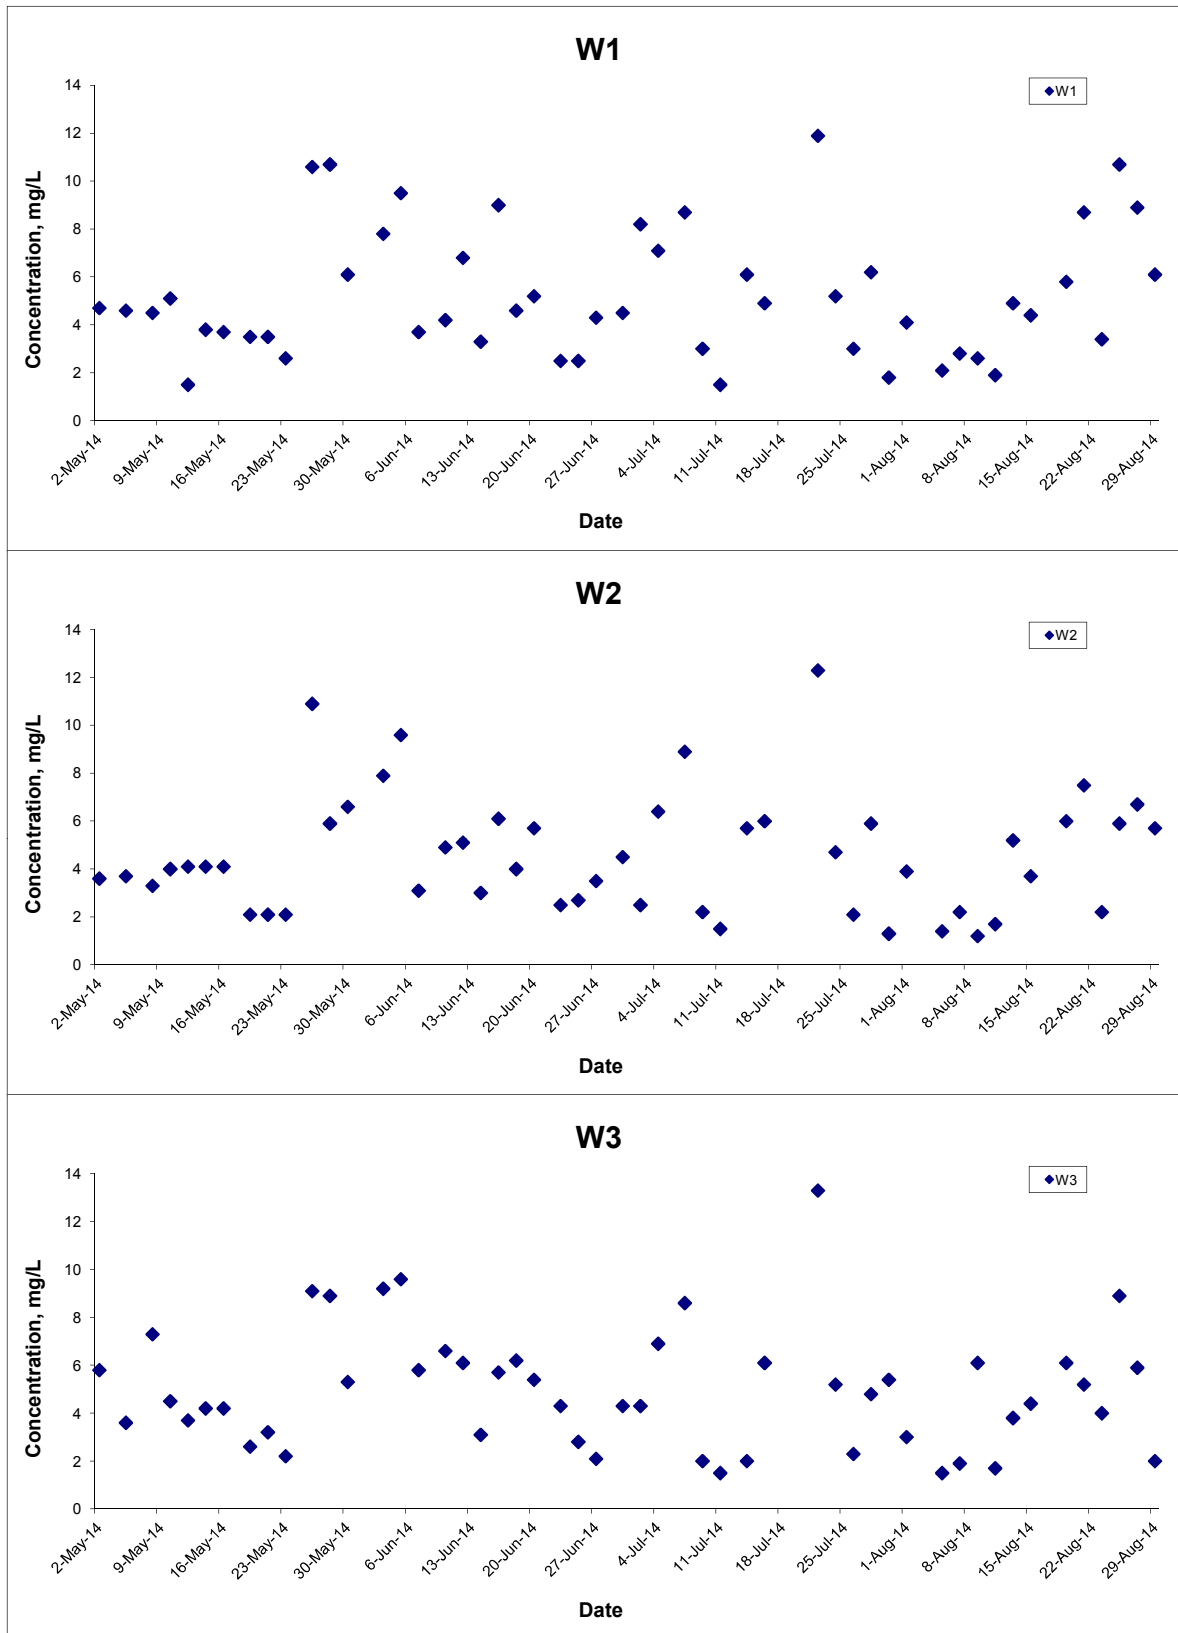 W1
W1
14
12
10
8
6
4
2
0
Concentration, mg/L
2-May-14
9-May-14
16-May-14
23-May-14
30-May-14
6-Jun-14
13-Jun-14
20-Jun-14
27-Jun-14
4-Jul-14
11-Jul-14
18-Jul-14
25-Jul-14
1-Aug-14
8-Aug-14
15-Aug-14
22-Aug-14
29-Aug-14
Date
W2
W2
14
12
10
8
6
4
2
0
Concentration, mg/L
2-May-14
9-May-14
16-May-14
23-May-14
30-May-14
6-Jun-14
13-Jun-14
20-Jun-14
27-Jun-14
4-Jul-14
11-Jul-14
18-Jul-14
25-Jul-14
1-Aug-14
8-Aug-14
15-Aug-14
22-Aug-14
29-Aug-14
Date
W3
W3
14
12
10
8
6
4
2
0
Concentration, mg/L
2-May-14
9-May-14
16-May-14
23-May-14
30-May-14
6-Jun-14
13-Jun-14
20-Jun-14
27-Jun-14
4-Jul-14
11-Jul-14
18-Jul-14
25-Jul-14
1-Aug-14
8-Aug-14
15-Aug-14
22-Aug-14
29-Aug-14
Date